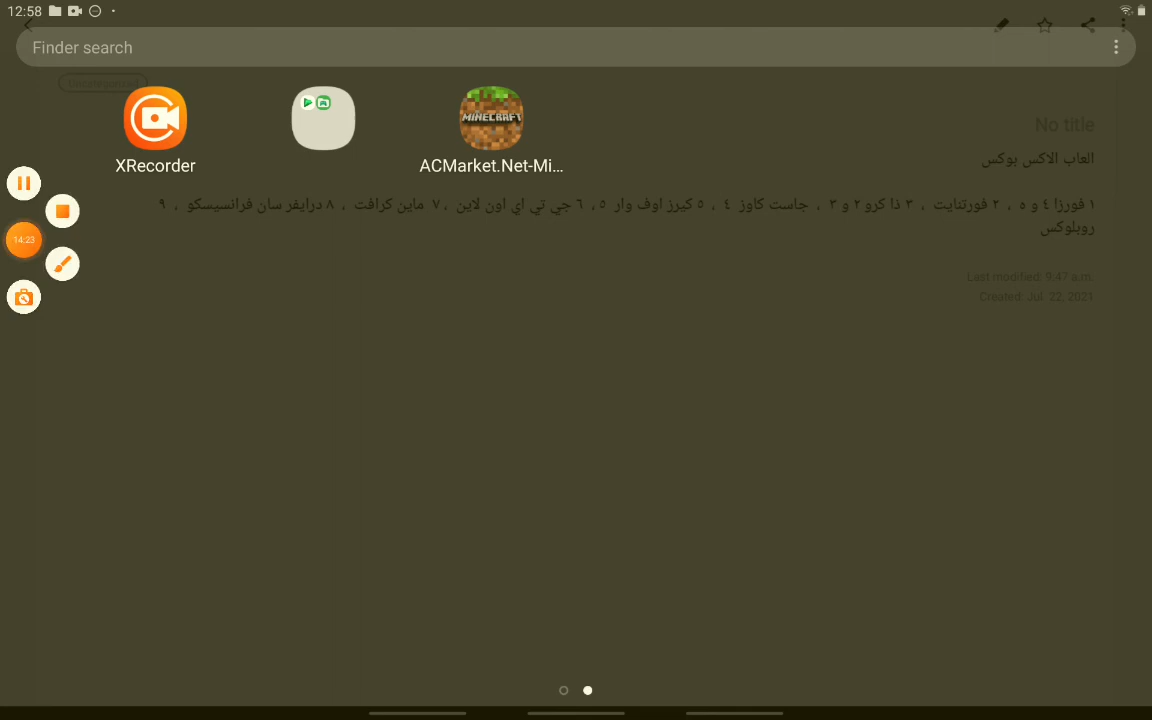 12:58
Finder search
Uncategorized
No title
العاب الاكس بوكس
XRecorder
ACMarket.Net-Mi...
MINECRAFT
١ فورزا ٤ و ٥ ، ٢ فورتنايت ، ٣ ذا كرو ٢ و ٣ ، جاست كاوز ٤ ، ٥ كيرز اوف وار ٥، ٦ جي تي اي اون لاين ،٧ ماين كرافت ، ٨ درايفر سان فرانسيسكو ، ٩
روبلوكس
14:23
Last modified: 9:47 a.m.
Created: Jul. 22, 2021